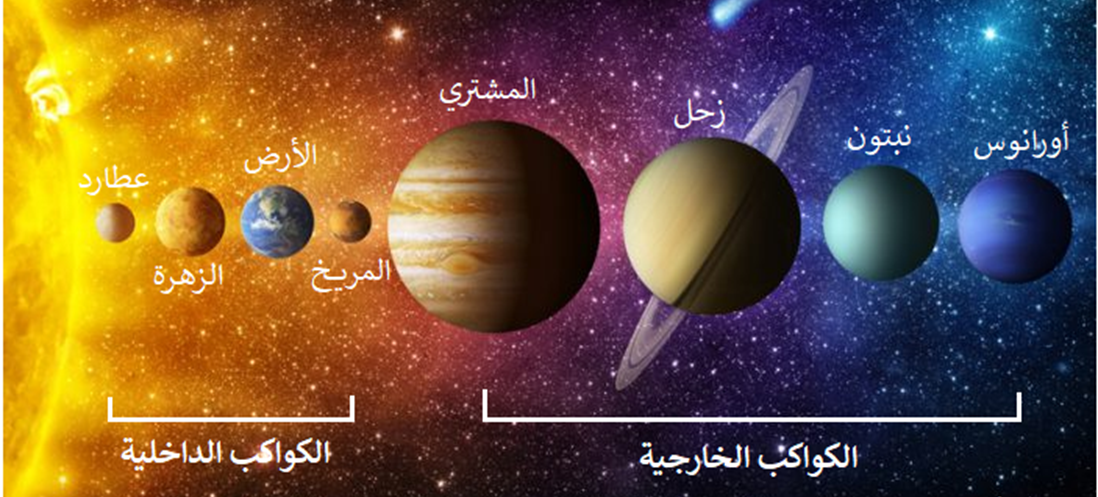 المشتري
زحل
نبتون
أورانوس
الأرض
عطارد
الزهرة
المريخ
الكواكب الداخلية
الكواكب الخارجية